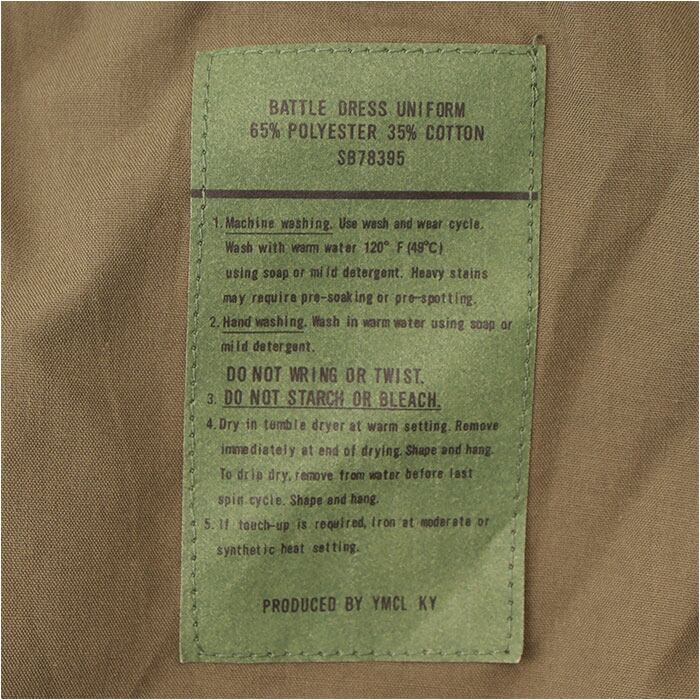 BATTLE DRESS UNIFORM
65% POLYESTER 35% COTTON
SB78395
1. Machine washing. Use wash and wear cycle.
Wash with warm water 120° F (49°C)
using soap or mild detergent. Heavy stains
may require pre-soaking or pre-spotting.
2. Hand washing. Wash in warm water using soap or
mild detergent.
DO NOT WRING OR TWIST.
3. DO NOT STARCH OR BLEACH.
4. Dry in tumble dryer at warm setting. Remove
immediately at end of drying. Shape and hang.
To drip dry, remove from water before last
spin cycle. Shape and hang.
5. If touch-up is required, Iron at moderate or
synthetic heat setting.
PRODUCED BY YMCL KY